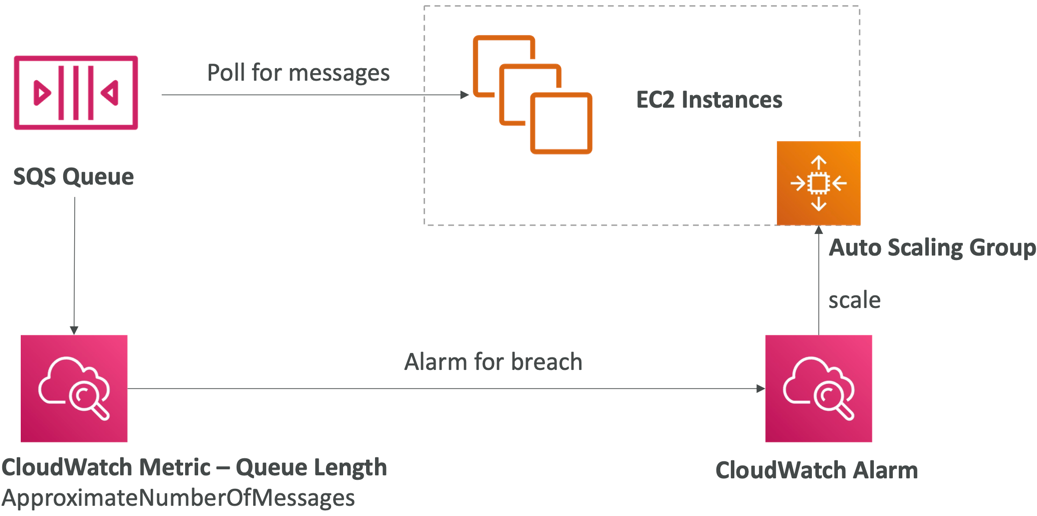 Poll for messages
EC2 Instances
SQS Queue
Auto Scaling Group
scale
Alarm for breach
CloudWatch Metric – Queue Length
ApproximateNumberOfMessages
CloudWatch Alarm